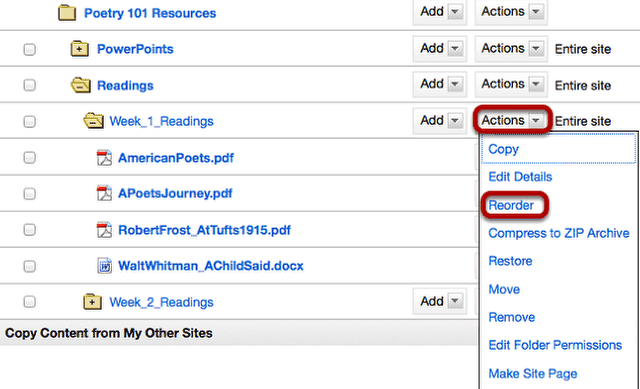 Poetry 101 Resources Add Actions
PowerPoints Add Actions Entire site
Readings Add Actions Entire site
Week_1_Readings Add Actions Entire site
Copy
AmericanPoets.pdf
Edit Details
APoetsJourney.pdf
Reorder
RobertFrost_AtTufts1915.pdf
Compress to ZIP Archive
Restore
WaltWhitman_AChildSaid.docx
Move
Week_2_Readings Add
Remove
Copy Content from My Other Sites
Edit Folder Permissions
Make Site Page